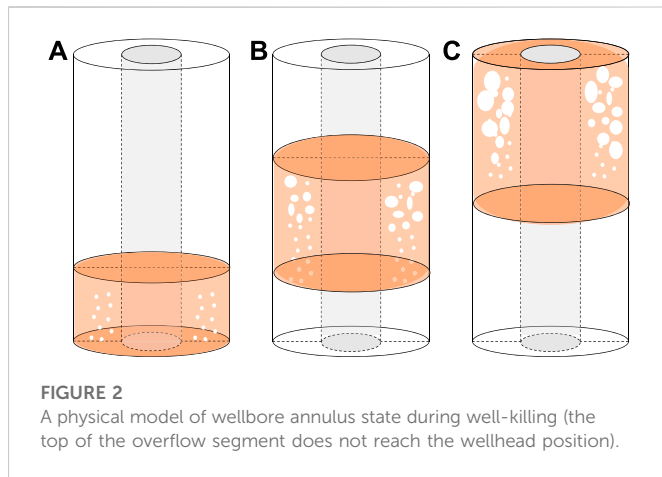 A B C
FIGURE 2
A physical model of wellbore annulus state during well-killing (the
top of the overflow segment does not reach the wellhead position).